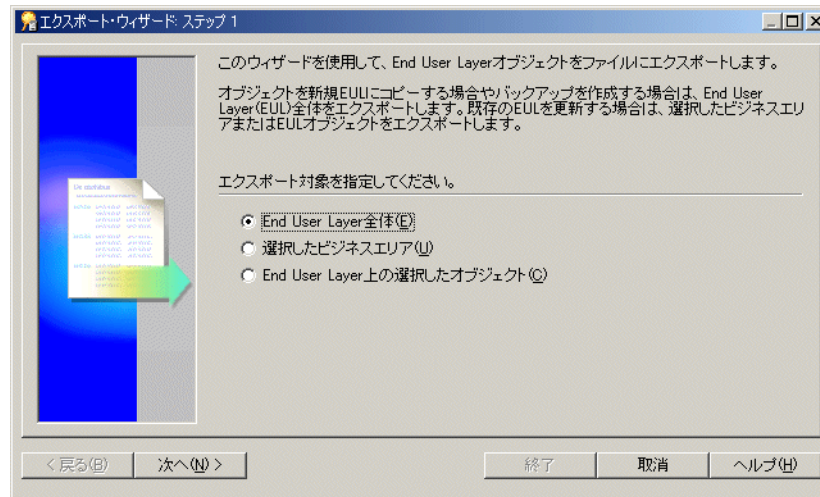 エクスポート・ウィザード: ステップ 1
このウィザードを使用して、End User Layerオブジェクトをファイルにエクスポートします。
オブジェクトを新規EULにコピーする場合やバックアップを作成する場合は、End User
Layer(EUL)全体をエクスポートします。既存のEULを更新する場合は、選択したビジネスエリ
アまたはEULオブジェクトをエクスポートします。
エクスポート対象を指定してください。
End User Layer全体(E)
選択したビジネスエリア(U)
End User Layer上の選択したオブジェクト(C)
< 戻る(B)
次へ(N) >
終了
取消
ヘルプ(H)